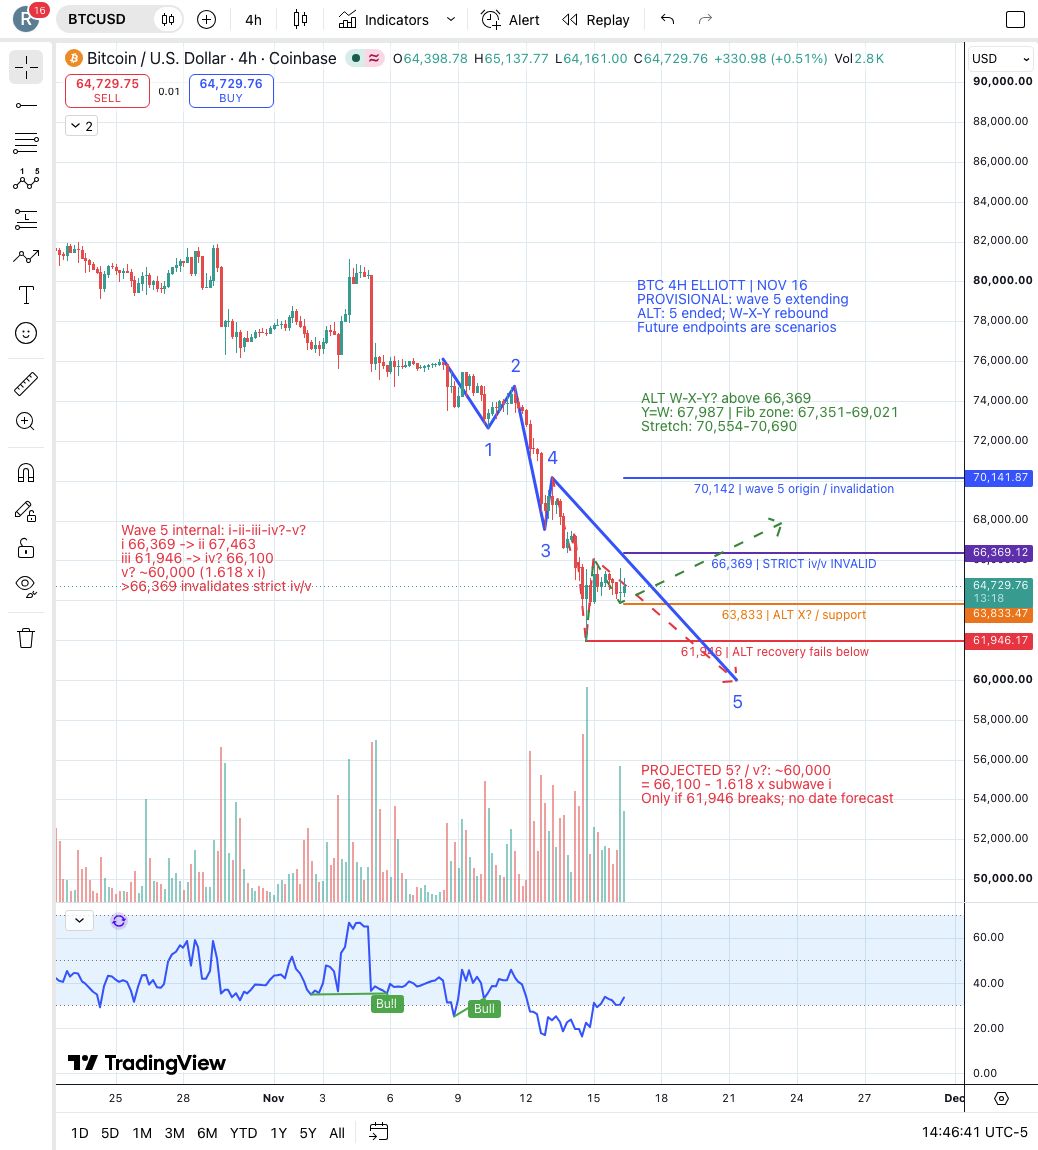 R
16
BTCUSD
4h
Indicators
Alert
Replay
Bitcoin / U.S. Dollar · 4h · Coinbase
O64,398.78 H65,137.77 L64,161.00 C64,729.76 +330.98 (+0.51%) Vol2.8 K
USD
64,729.75
SELL
0.01
64,729.76
BUY
2
90,000.00
88,000.00
86,000.00
84,000.00
82,000.00
80,000.00
78,000.00
76,000.00
74,000.00
72,000.00
70,141.87
68,000.00
66,369.12
64,729.76
13:18
63,833.47
61,946.17
60,000.00
58,000.00
56,000.00
54,000.00
52,000.00
50,000.00
BTC 4H ELLIOTT | NOV 16
PROVISIONAL: wave 5 extending
ALT: 5 ended; W-X-Y rebound
Future endpoints are scenarios
ALT W-X-Y? above 66,369
Y=W: 67,987 | Fib zone: 67,351-69,021
Stretch: 70,554-70,690
2
1
4
3
70,142 | wave 5 origin / invalidation
Wave 5 internal: i-ii-iii-iv?-v?
i 66,369 -> ii 67,463
iii 61,946 -> iv? 66,100
v? ~60,000 (1.618 x i)
>66,369 invalidates strict iv/v
66,369 | STRICT iv/v INVALID
63,833 | ALT X? / support
61,946 | ALT recovery fails below
5
PROJECTED 5? / v?: ~60,000
= 66,100 - 1.618 x subwave i
Only if 61,946 breaks; no date forecast
60.00
40.00
20.00
0.00
Bull
Bull
TradingView
25
28
Nov
3
6
9
12
15
18
21
24
27
Dec
1D
5D
1M
3M
6M
YTD
1Y
5Y
All
14:46:41 UTC-5